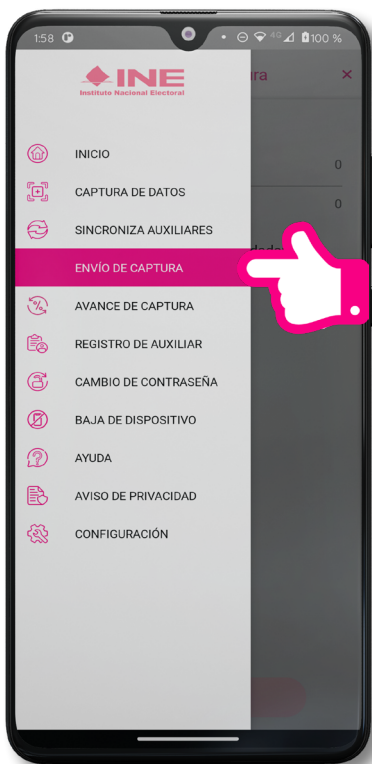 1:58 4G 100 %
INE
Instituto Nacional Electoral
ra ×
INICIO
0
CAPTURA DE DATOS
0
SINCRONIZA AUXILIARES
ENVÍO DE CAPTURA
AVANCE DE CAPTURA
REGISTRO DE AUXILIAR
CAMBIO DE CONTRASEÑA
BAJA DE DISPOSITIVO
AYUDA
AVISO DE PRIVACIDAD
CONFIGURACIÓN